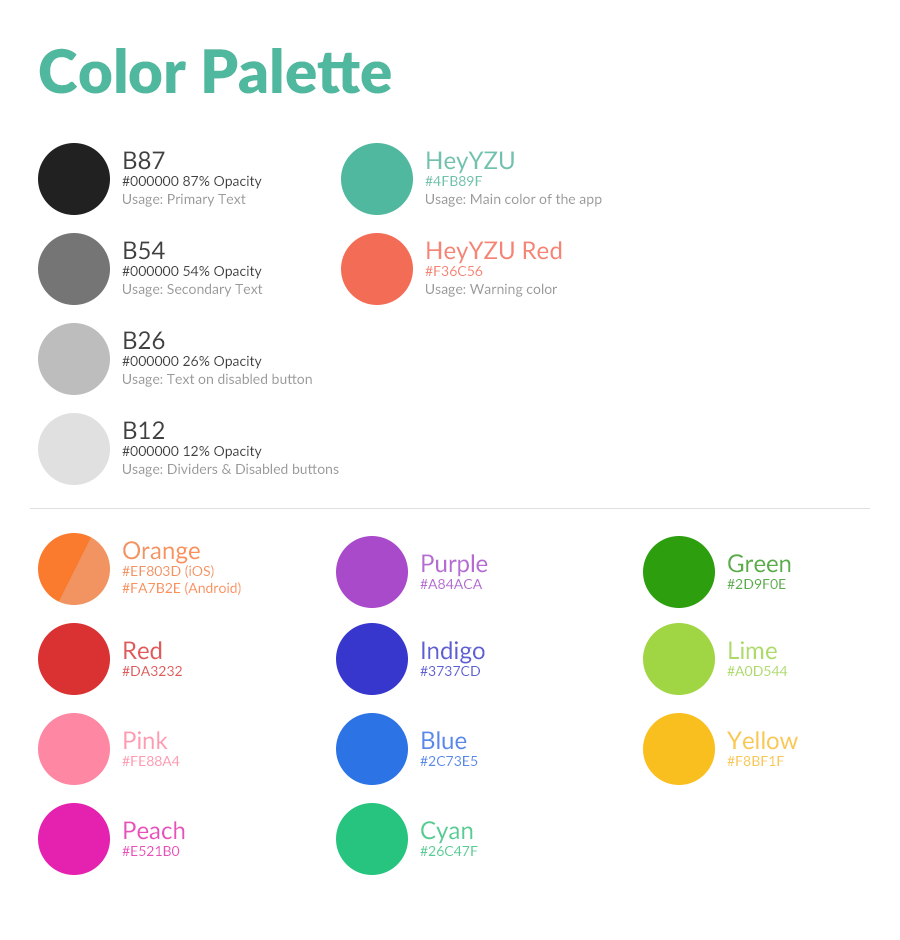 Color Palette
B87
#000000 87% Opacity
Usage: Primary Text
HeyYZU
#4FB89F
Usage: Main color of the app
B54
#000000 54% Opacity
Usage: Secondary Text
HeyYZU Red
#F36C56
Usage: Warning color
B26
#000000 26% Opacity
Usage: Text on disabled button
B12
#000000 12% Opacity
Usage: Dividers & Disabled buttons
Orange
#EF803D (iOS)
#FA7B2E (Android)
Purple
#A84ACA
Green
#2D9F0E
Red
#DA3232
Indigo
#3737CD
Lime
#A0D544
Pink
#FE88A4
Blue
#2C73E5
Yellow
#F8BF1F
Peach
#E521B0
Cyan
#26C47F